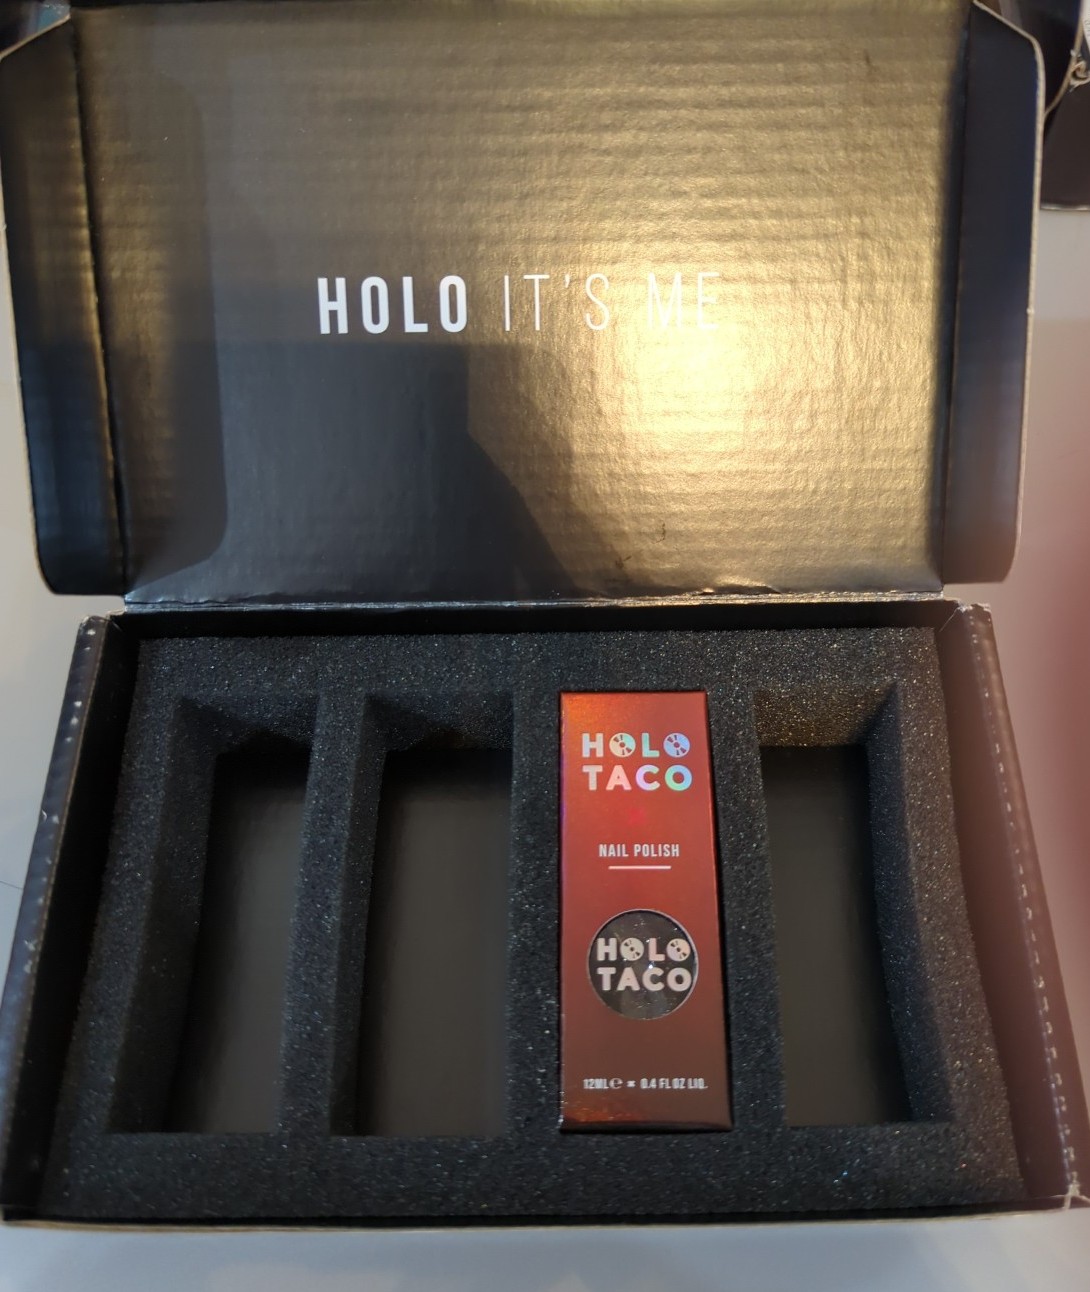 HOLO IT'S ME
HOLO
TACO
NAIL POLISH
HOLO
TACO
12ML℮ = 0.4 FL OZ LIQ.